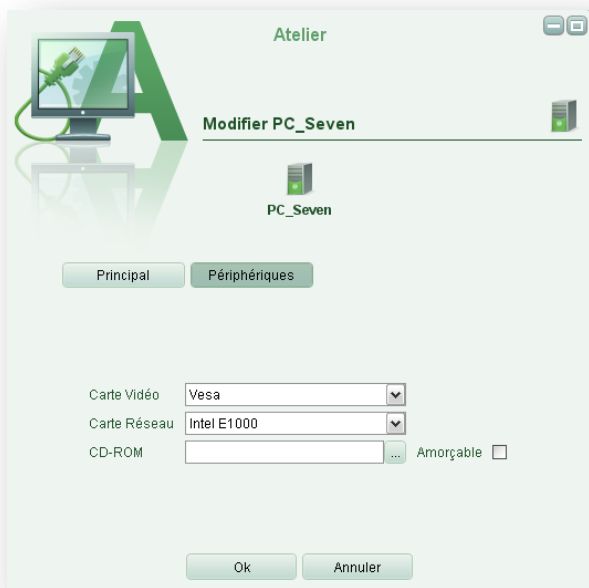 Atelier
Modifier PC_Seven
PC_Seven
Principal Périphériques
Carte Vidéo Vesa
Carte Réseau Intel E1000
CD-ROM ... Amorçable
Ok Annuler